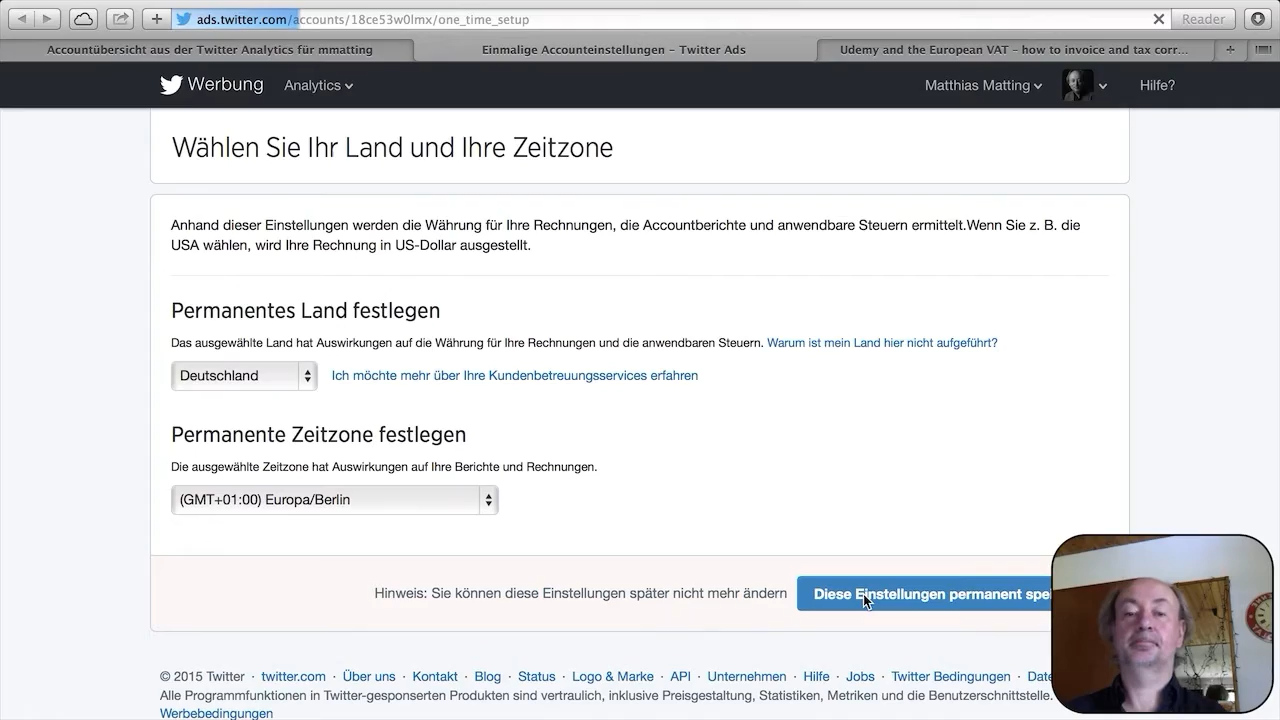 ads.twitter.com/accounts/18ce53w0lmx/one_time_setup
Reader
Accountübersicht aus der Twitter Analytics für mmatting
Einmalige Accounteinstellungen – Twitter Ads
Udemy and the European VAT – how to invoice and tax corr...
Werbung
Analytics
Matthias Matting
Hilfe?
Wählen Sie Ihr Land und Ihre Zeitzone
Anhand dieser Einstellungen werden die Währung für Ihre Rechnungen, die Accountberichte und anwendbare Steuern ermittelt.Wenn Sie z. B. die
USA wählen, wird Ihre Rechnung in US-Dollar ausgestellt.
Permanentes Land festlegen
Das ausgewählte Land hat Auswirkungen auf die Währung für Ihre Rechnungen und die anwendbaren Steuern. Warum ist mein Land hier nicht aufgeführt?
Deutschland
Ich möchte mehr über Ihre Kundenbetreuungsservices erfahren
Permanente Zeitzone festlegen
Die ausgewählte Zeitzone hat Auswirkungen auf Ihre Berichte und Rechnungen.
(GMT+01:00) Europa/Berlin
Hinweis: Sie können diese Einstellungen später nicht mehr ändern
Diese Einstellungen permanent spe
© 2015 Twitter · twitter.com · Über uns · Kontakt · Blog · Status · Logo & Marke · API · Unternehmen · Hilfe · Jobs · Twitter Bedingungen · Date
Alle Programmfunktionen in Twitter-gesponserten Produkten sind vertraulich, inklusive Preisgestaltung, Statistiken, Metriken und die Benutzerschnittstelle.
Werbebedingungen